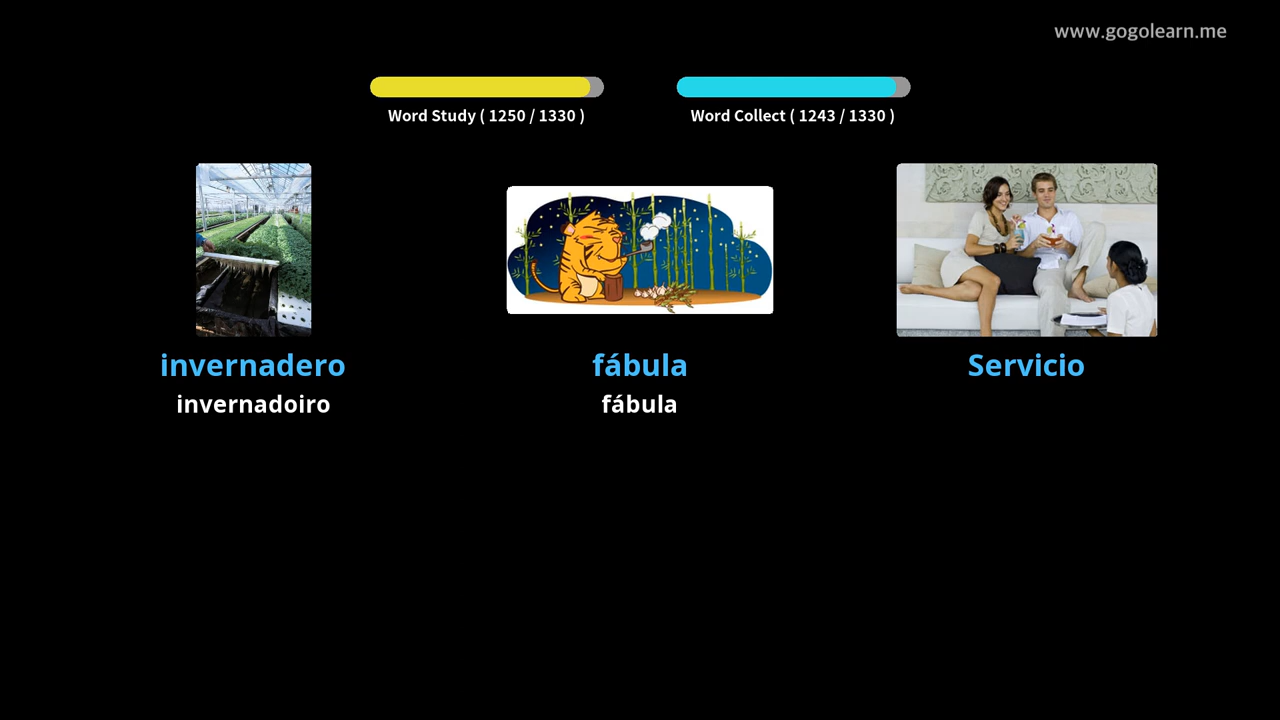 www.gogolearn.me
Word Study ( 1250 / 1330 )
Word Collect ( 1243 / 1330 )
invernadero
invernadoiro
fábula
fábula
Servicio